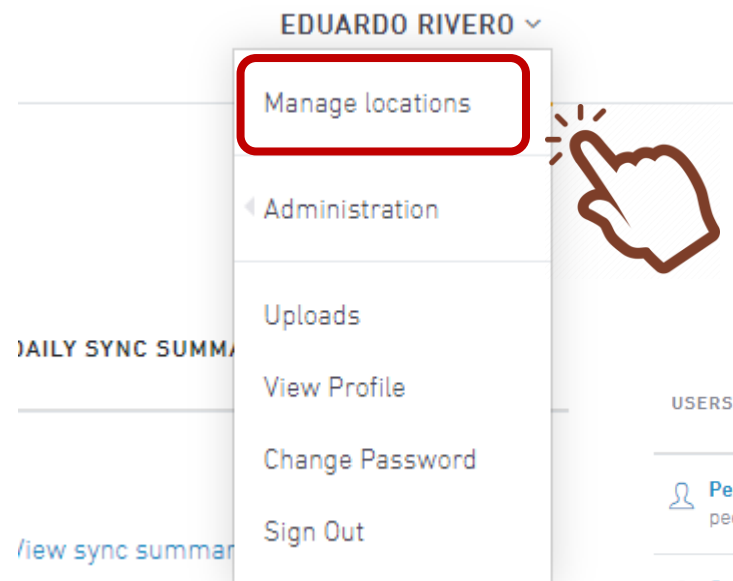 EDUARDO RIVERO
Manage locations
Administration
Uploads
DAILY SYNC SUMMA
View Profile
USERS
Change Password
Pe
Sign Out
View sync summar